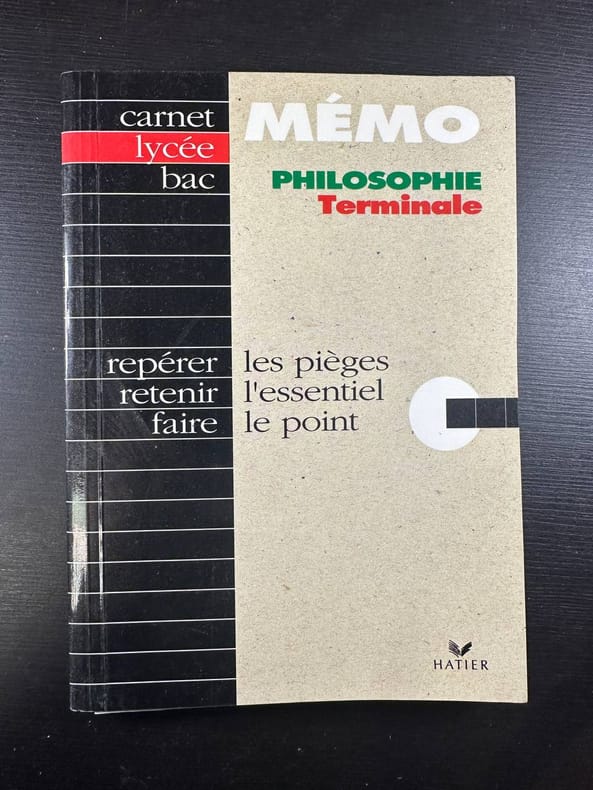 carnet MÉMO
lycée
bac PHILOSOPHIE
Terminale
repérer les pièges
retenir l'essentiel
faire le point
HATIER